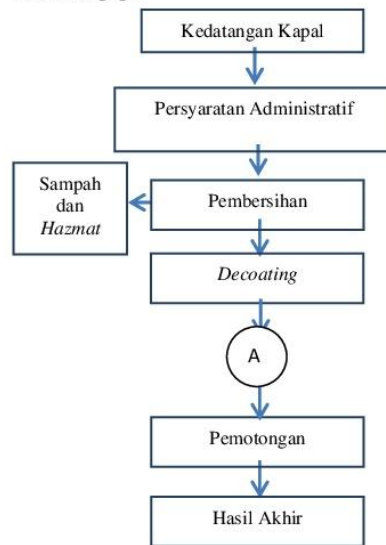 Kedatangan Kapal
Persyaratan Administratif
Sampah
dan
Hazmat
Pembersihan
Decoating
A
Pemotongan
Hasil Akhir